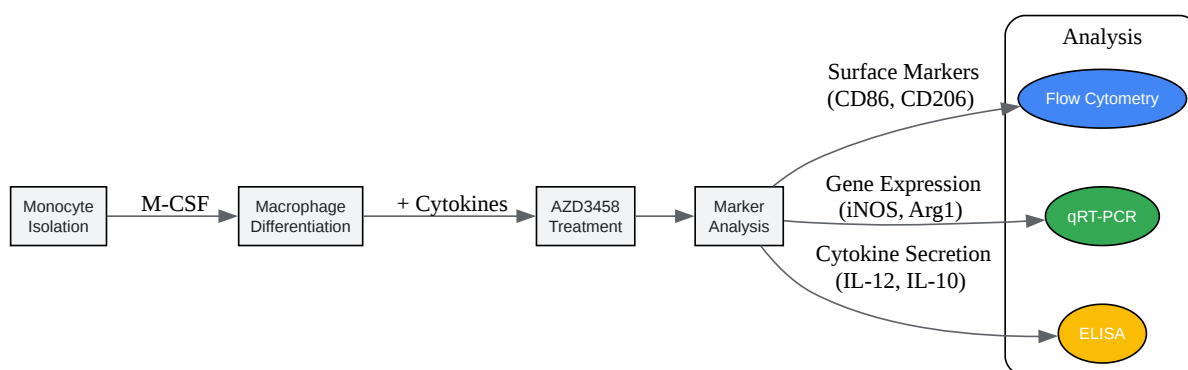 Monocyte
Isolation
M-CSF
Macrophage
Differentiation
+ Cytokines
AZD3458
Treatment
Marker
Analysis
Surface Markers
(CD86, CD206)
Gene Expression
(iNOS, Arg1)
Cytokine Secretion
(IL-12, IL-10)
Analysis
Flow Cytometry
qRT-PCR
ELISA